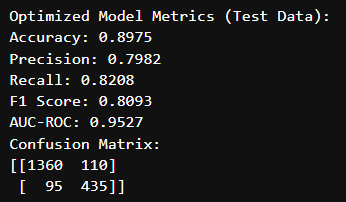 Optimized Model Metrics (Test Data):
Accuracy: 0.8975
Precision: 0.7982
Recall: 0.8208
F1 Score: 0.8093
AUC-ROC: 0.9527
Confusion Matrix:
[[1360  110]
 [  95  435]]